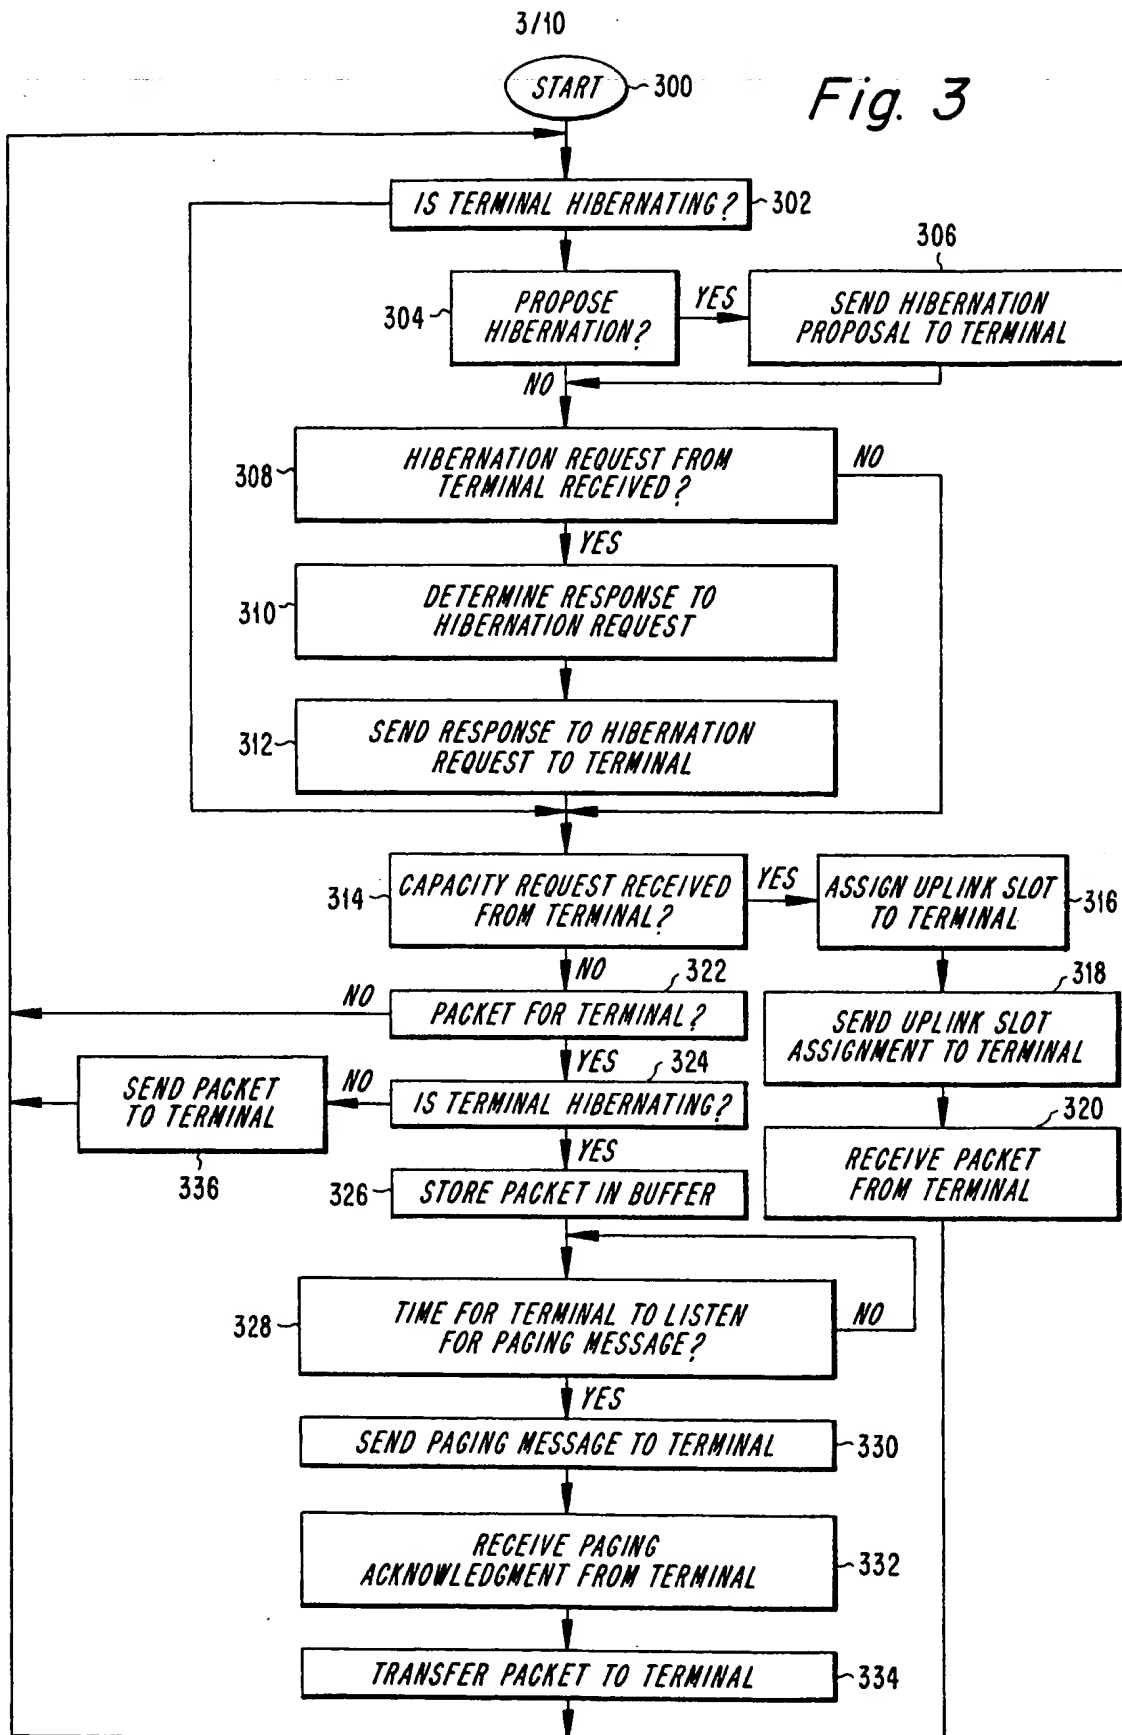 3/10
START
300
Fig. 3
IS TERMINAL HIBERNATING?
302
306
304
PROPOSE
HIBERNATION?
YES
SEND HIBERNATION
PROPOSAL TO TERMINAL
NO
308
HIBERNATION REQUEST FROM
TERMINAL RECEIVED?
NO
YES
310
DETERMINE RESPONSE TO
HIBERNATION REQUEST
312
SEND RESPONSE TO HIBERNATION
REQUEST TO TERMINAL
314
CAPACITY REQUEST RECEIVED
FROM TERMINAL?
YES
ASSIGN UPLINK SLOT
TO TERMINAL
316
NO
322
318
NO
PACKET FOR TERMINAL?
SEND UPLINK SLOT
ASSIGNMENT TO TERMINAL
YES
324
SEND PACKET
TO TERMINAL
NO
IS TERMINAL HIBERNATING?
320
336
YES
RECEIVE PACKET
FROM TERMINAL
326
STORE PACKET IN BUFFER
328
TIME FOR TERMINAL TO LISTEN
FOR PAGING MESSAGE?
NO
YES
SEND PAGING MESSAGE TO TERMINAL
330
RECEIVE PAGING
ACKNOWLEDGMENT FROM TERMINAL
332
TRANSFER PACKET TO TERMINAL
334